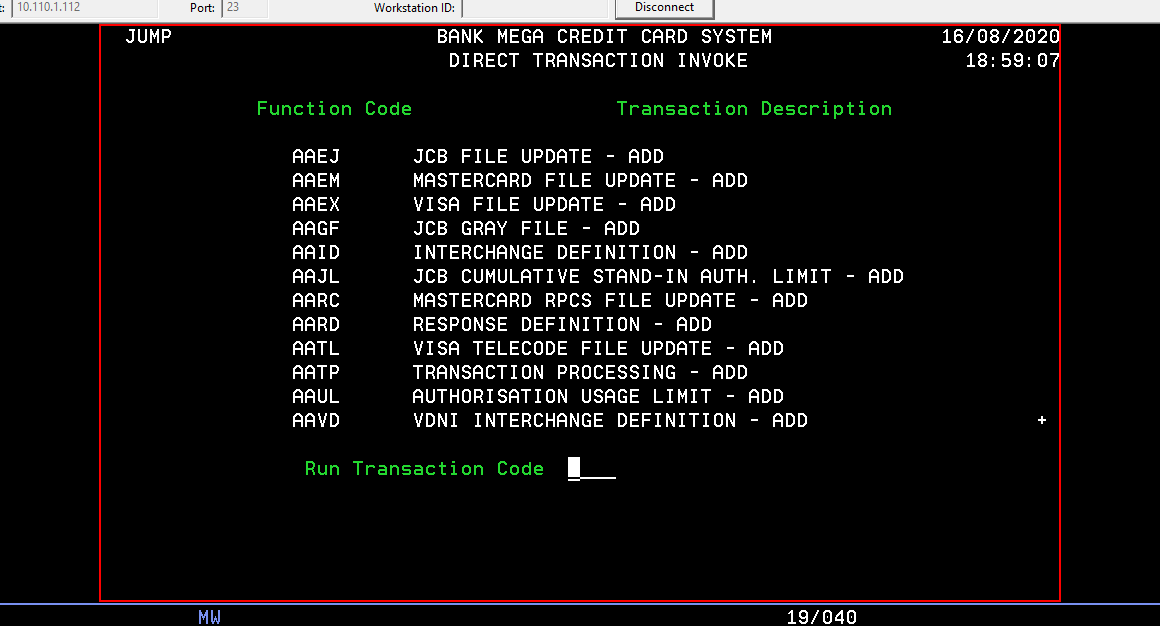 t: 10.110.1.112 Port: 23 Workstation ID: Disconnect
JUMP BANK MEGA CREDIT CARD SYSTEM 16/08/2020
DIRECT TRANSACTION INVOKE 18:59:07
Function Code Transaction Description
AAEJ JCB FILE UPDATE - ADD
AAEM MASTERCARD FILE UPDATE - ADD
AAEX VISA FILE UPDATE - ADD
AAGF JCB GRAY FILE - ADD
AAID INTERCHANGE DEFINITION - ADD
AAJL JCB CUMULATIVE STAND-IN AUTH. LIMIT - ADD
AARC MASTERCARD RPCS FILE UPDATE - ADD
AARD RESPONSE DEFINITION - ADD
AATL VISA TELECODE FILE UPDATE - ADD
AATP TRANSACTION PROCESSING - ADD
AAUL AUTHORISATION USAGE LIMIT - ADD
AAVD VDNI INTERCHANGE DEFINITION - ADD +
Run Transaction Code
MW 19/040